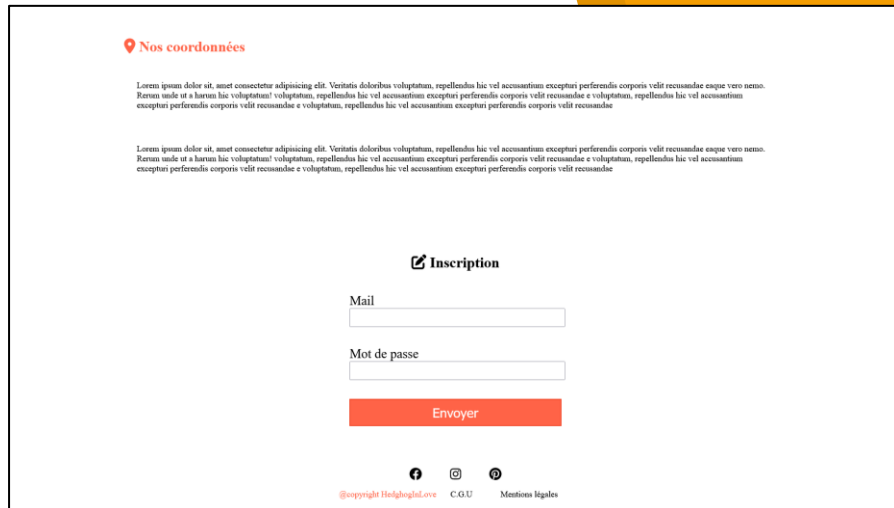 Nos coordonnées
Lorem ipsum dolor sit, amet consectetur adipisicing elit. Veritatis doloribus voluptatum, repellendus hic vel accusantium excepturi perferendis corporis velit recusandae eaque vero nemo.
Rerum unde ut a harum hic voluptatum! voluptatum, repellendus hic vel accusantium excepturi perferendis corporis velit recusandae e voluptatum, repellendus hic vel accusantium
excepturi perferendis corporis velit recusandae e voluptatum, repellendus hic vel accusantium excepturi perferendis corporis velit recusandae
Lorem ipsum dolor sit, amet consectetur adipisicing elit. Veritatis doloribus voluptatum, repellendus hic vel accusantium excepturi perferendis corporis velit recusandae eaque vero nemo.
Rerum unde ut a harum hic voluptatum! voluptatum, repellendus hic vel accusantium excepturi perferendis corporis velit recusandae e voluptatum, repellendus hic vel accusantium
excepturi perferendis corporis velit recusandae e voluptatum, repellendus hic vel accusantium excepturi perferendis corporis velit recusandae
Inscription
Mail
Mot de passe
Envoyer
@copyright HedghogInLove C.G.U Mentions légales